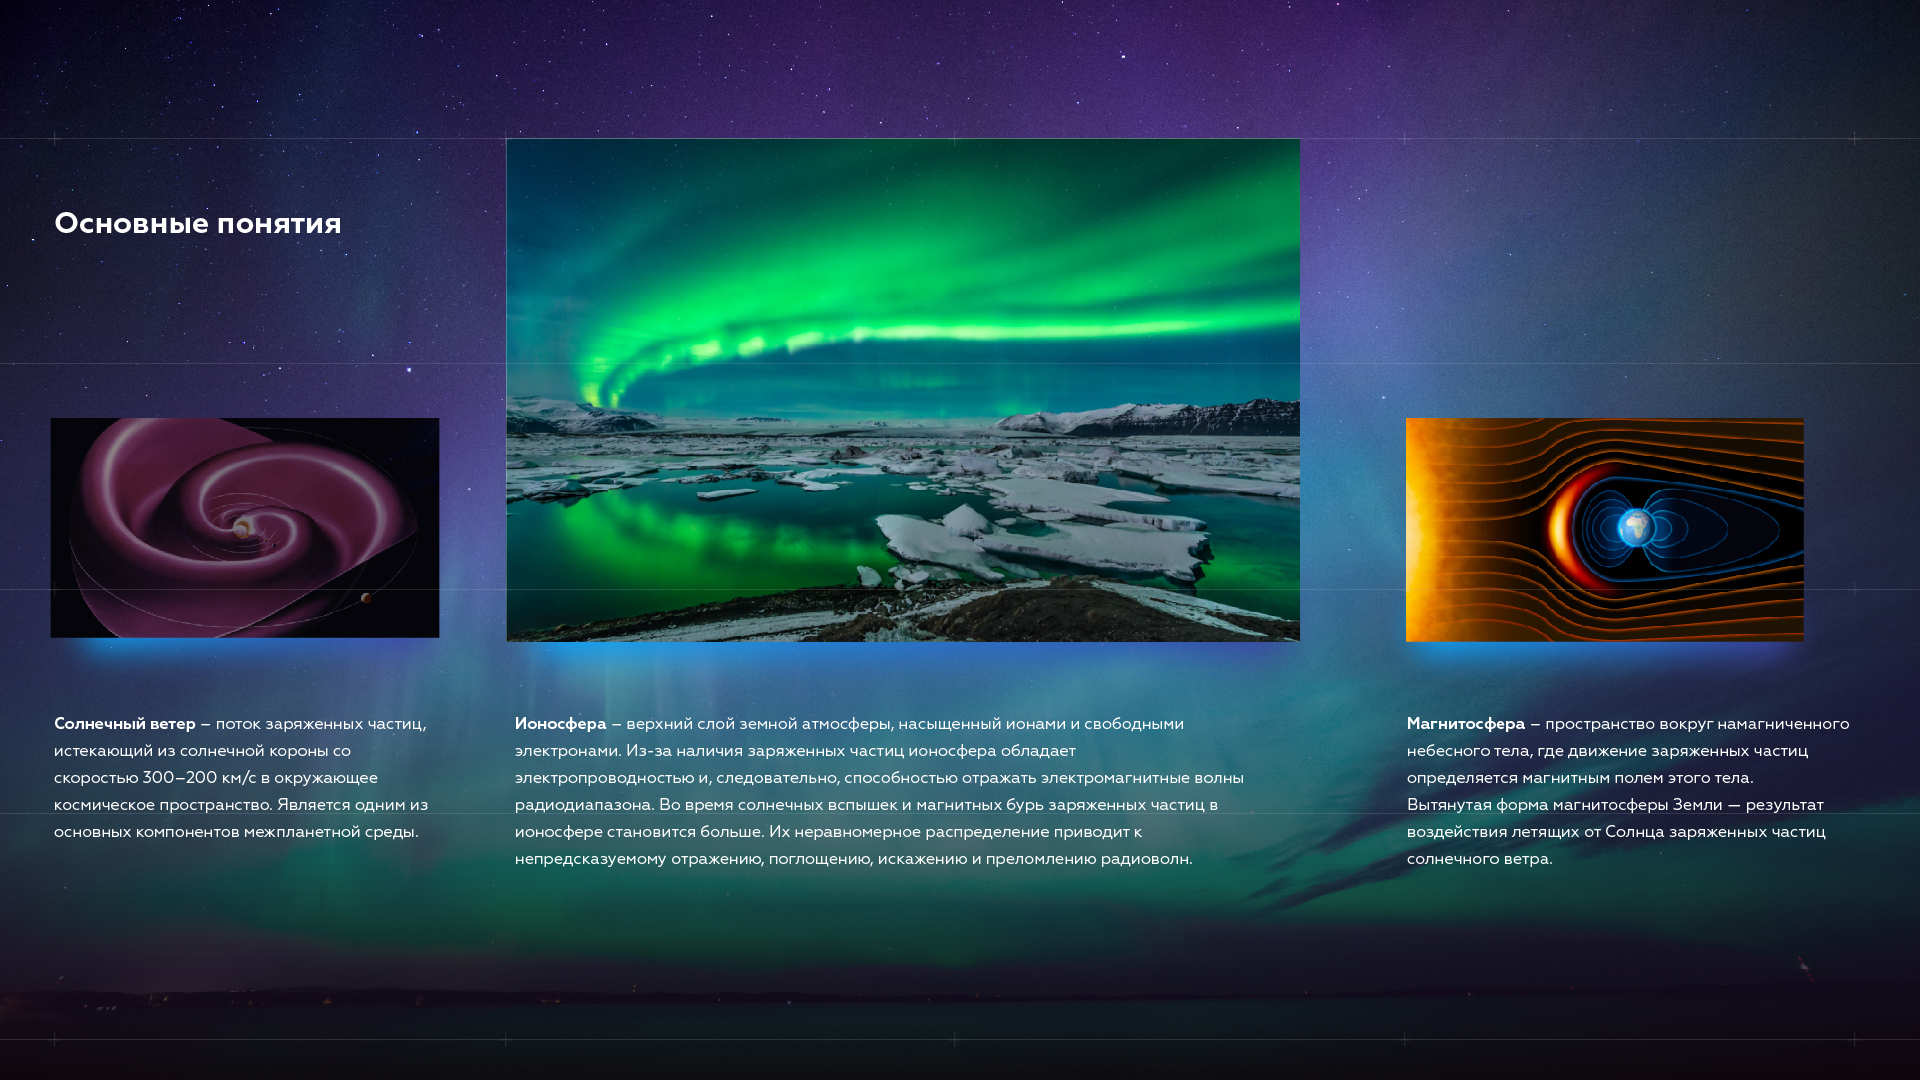 Основные понятия
Солнечный ветер – поток заряженных частиц,
истекающий из солнечной короны со
скоростью 300–200 км/с в окружающее
космическое пространство. Является одним из
основных компонентов межпланетной среды.
Ионосфера – верхний слой земной атмосферы, насыщенный ионами и свободными
электронами. Из-за наличия заряженных частиц ионосфера обладает
электропроводностью и, следовательно, способностью отражать электромагнитные волны
радиодиапазона. Во время солнечных вспышек и магнитных бурь заряженных частиц в
ионосфере становится больше. Их неравномерное распределение приводит к
непредсказуемому отражению, поглощению, искажению и преломлению радиоволн.
Магнитосфера – пространство вокруг намагниченного
небесного тела, где движение заряженных частиц
определяется магнитным полем этого тела.
Вытянутая форма магнитосферы Земли — результат
воздействия летящих от Солнца заряженных частиц
солнечного ветра.